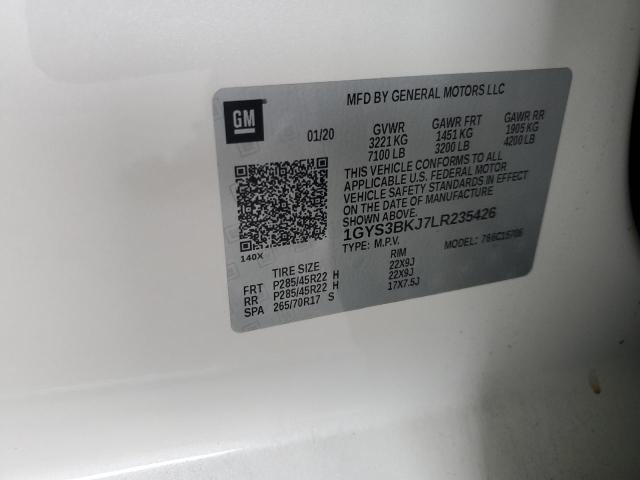 MFD BY GENERAL MOTORS LLC
GM
01/20
GVWR GAWR FRT GAWR RR
3221 KG 1451 KG 1905 KG
7100 LB 3200 LB 4200 LB
THIS VEHICLE CONFORMS TO ALL
APPLICABLE U.S. FEDERAL MOTOR
VEHICLE SAFETY STANDARDS IN EFFECT
ON THE DATE OF MANUFACTURE
SHOWN ABOVE.
1GYS3BKJ7LR235426
140X
TYPE: M.P.V. MODEL:
TIRE SIZE RIM
FRT P285/45R22 H 22X9J
RR P285/45R22 H 22X9J
SPA 265/70R17 S 17X7.5J